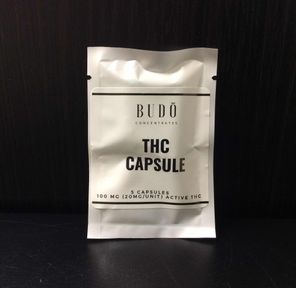 BUDŌ
CONCENTRATES
THC
CAPSULE
5 CAPSULES
100 MG (20MG/UNIT) ACTIVE THC